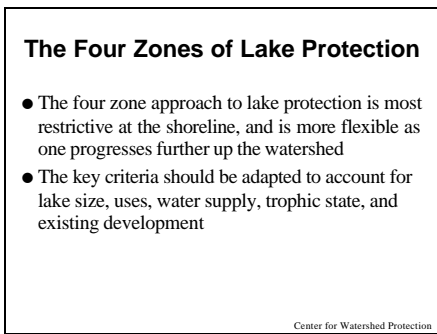 The Four Zones of Lake Protection
● The four zone approach to lake protection is most
restrictive at the shoreline, and is more flexible as
one progresses further up the watershed
● The key criteria should be adapted to account for
lake size, uses, water supply, trophic state, and
existing development
Center for Watershed Protection